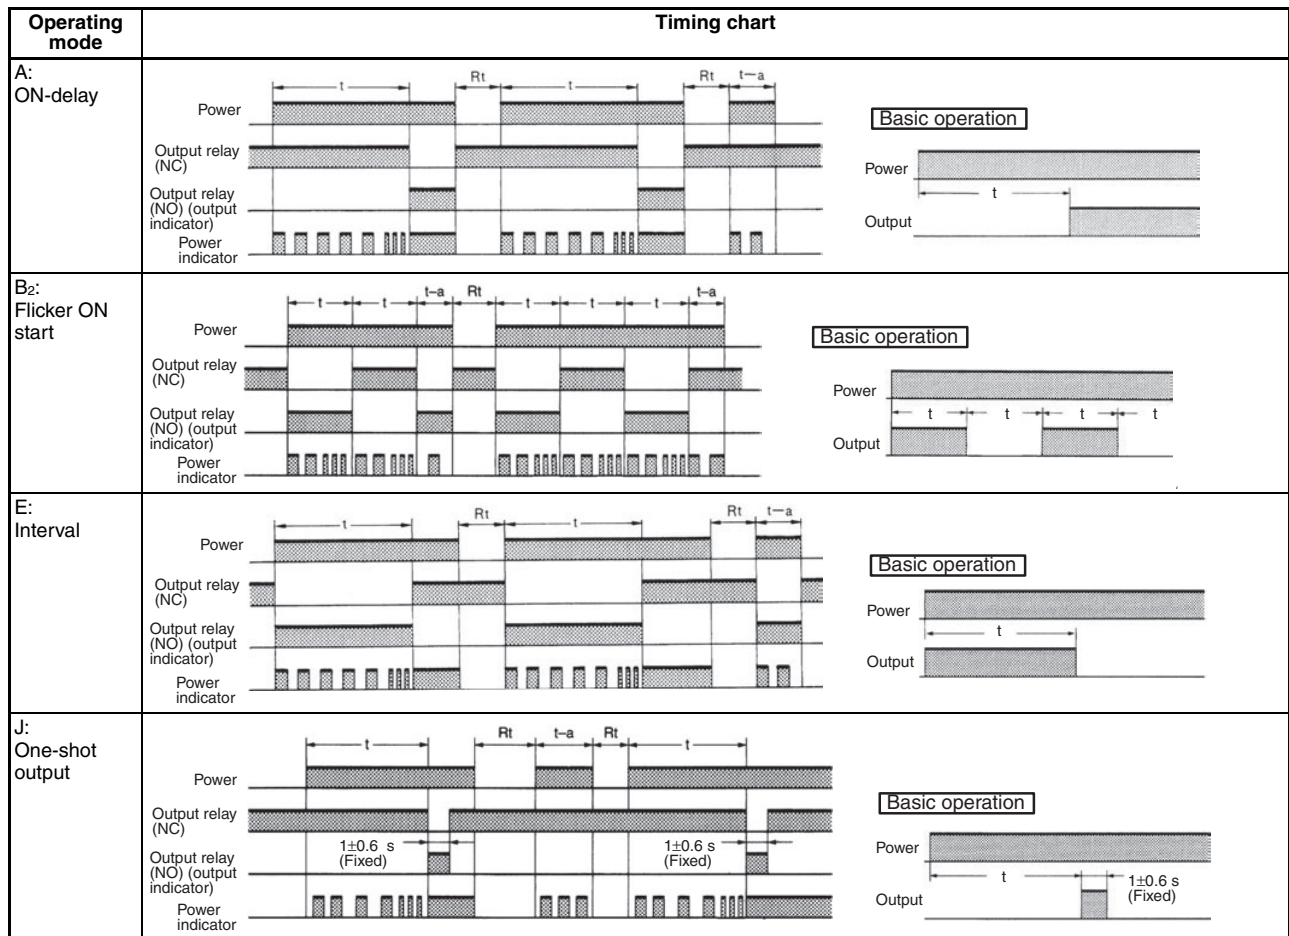 Operating mode
Timing chart
A:
ON-delay
t
Rt
t
Rt
t—a
Power
Output relay
(NC)
Output relay
(NO) (output
indicator)
Power
indicator
Basic operation
Power
t
Output
B2:
Flicker ON
start
t
t
t–a
Rt
t
t
t
t–a
Power
Output relay
(NC)
Output relay
(NO) (output
indicator)
Power
indicator
Basic operation
Power
t
t
t
t
Output
E:
Interval
t
Rt
t
Rt
t—a
Power
Output relay
(NC)
Output relay
(NO) (output
indicator)
Power
indicator
Basic operation
Power
t
Output
J:
One-shot
output
t
Rt
t–a
Rt
t
Power
Output relay
(NC)
1±0.6 s
(Fixed)
1±0.6 s
(Fixed)
Output relay
(NO) (output
indicator)
Power
indicator
Basic operation
Power
t
1±0.6 s
(Fixed)
Output